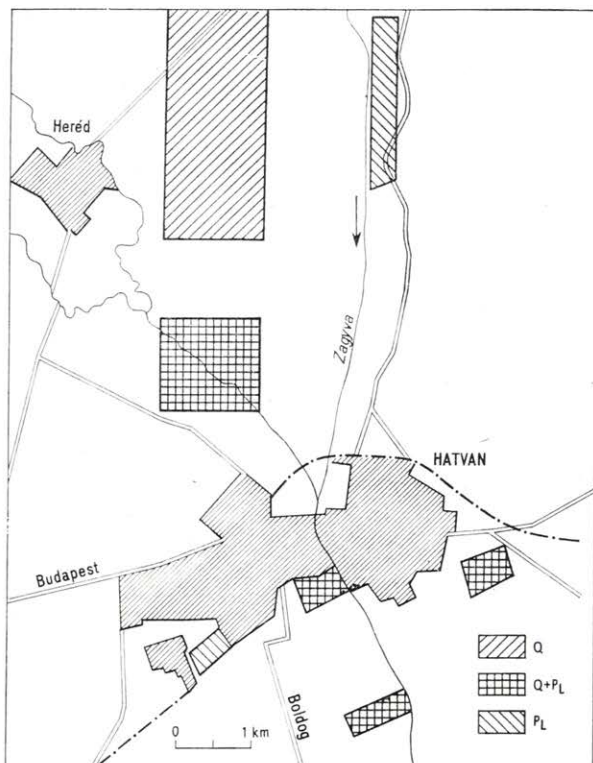 Heréd
Zagyva
HATVAN
Budapest
Boldog
Q
Q+PL
PL
0 1 km